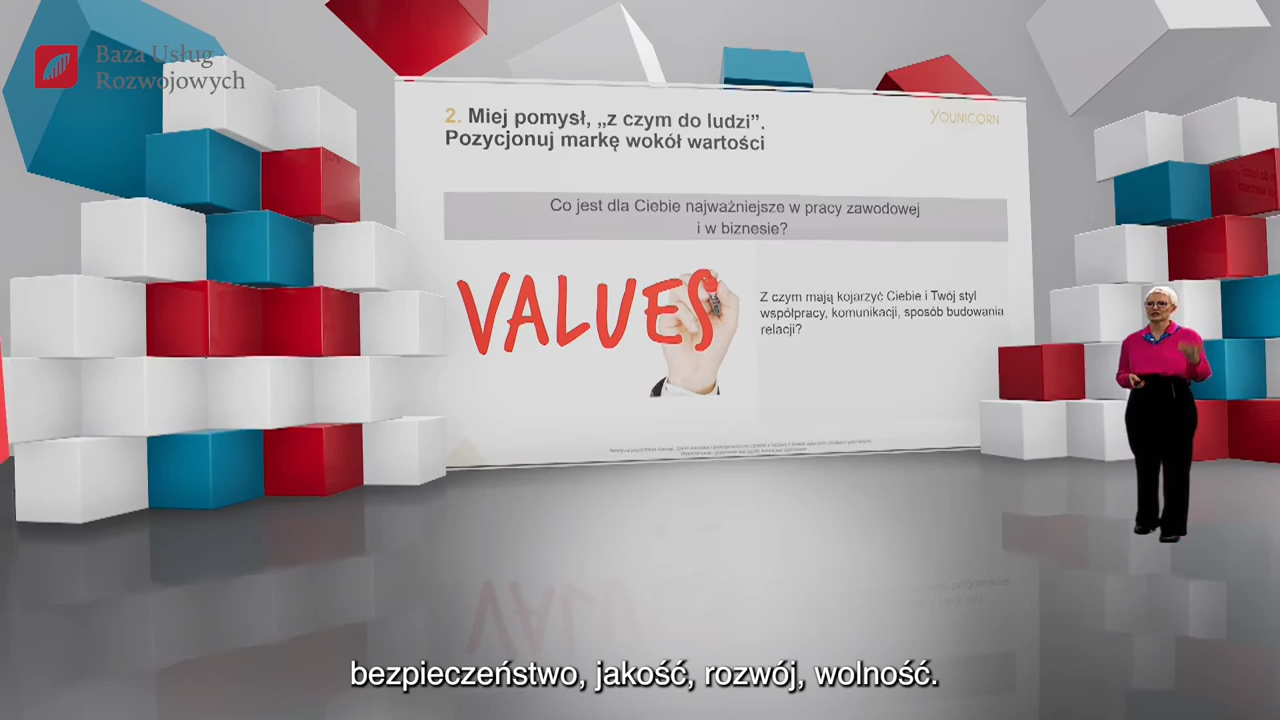 Baza Usług
Rozwojowych
2. Miej pomysł, „z czym do ludzi”.
Pozycjonuj markę wokół wartości
YOUNICORN
Co jest dla Ciebie najważniejsze w pracy zawodowej
i w biznesie?
VALUES
Z czym mają kojarzyć Ciebie i Twój styl
współpracy, komunikacji, sposób budowania
relacji?
bezpieczeństwo, jakość, rozwój, wolność.